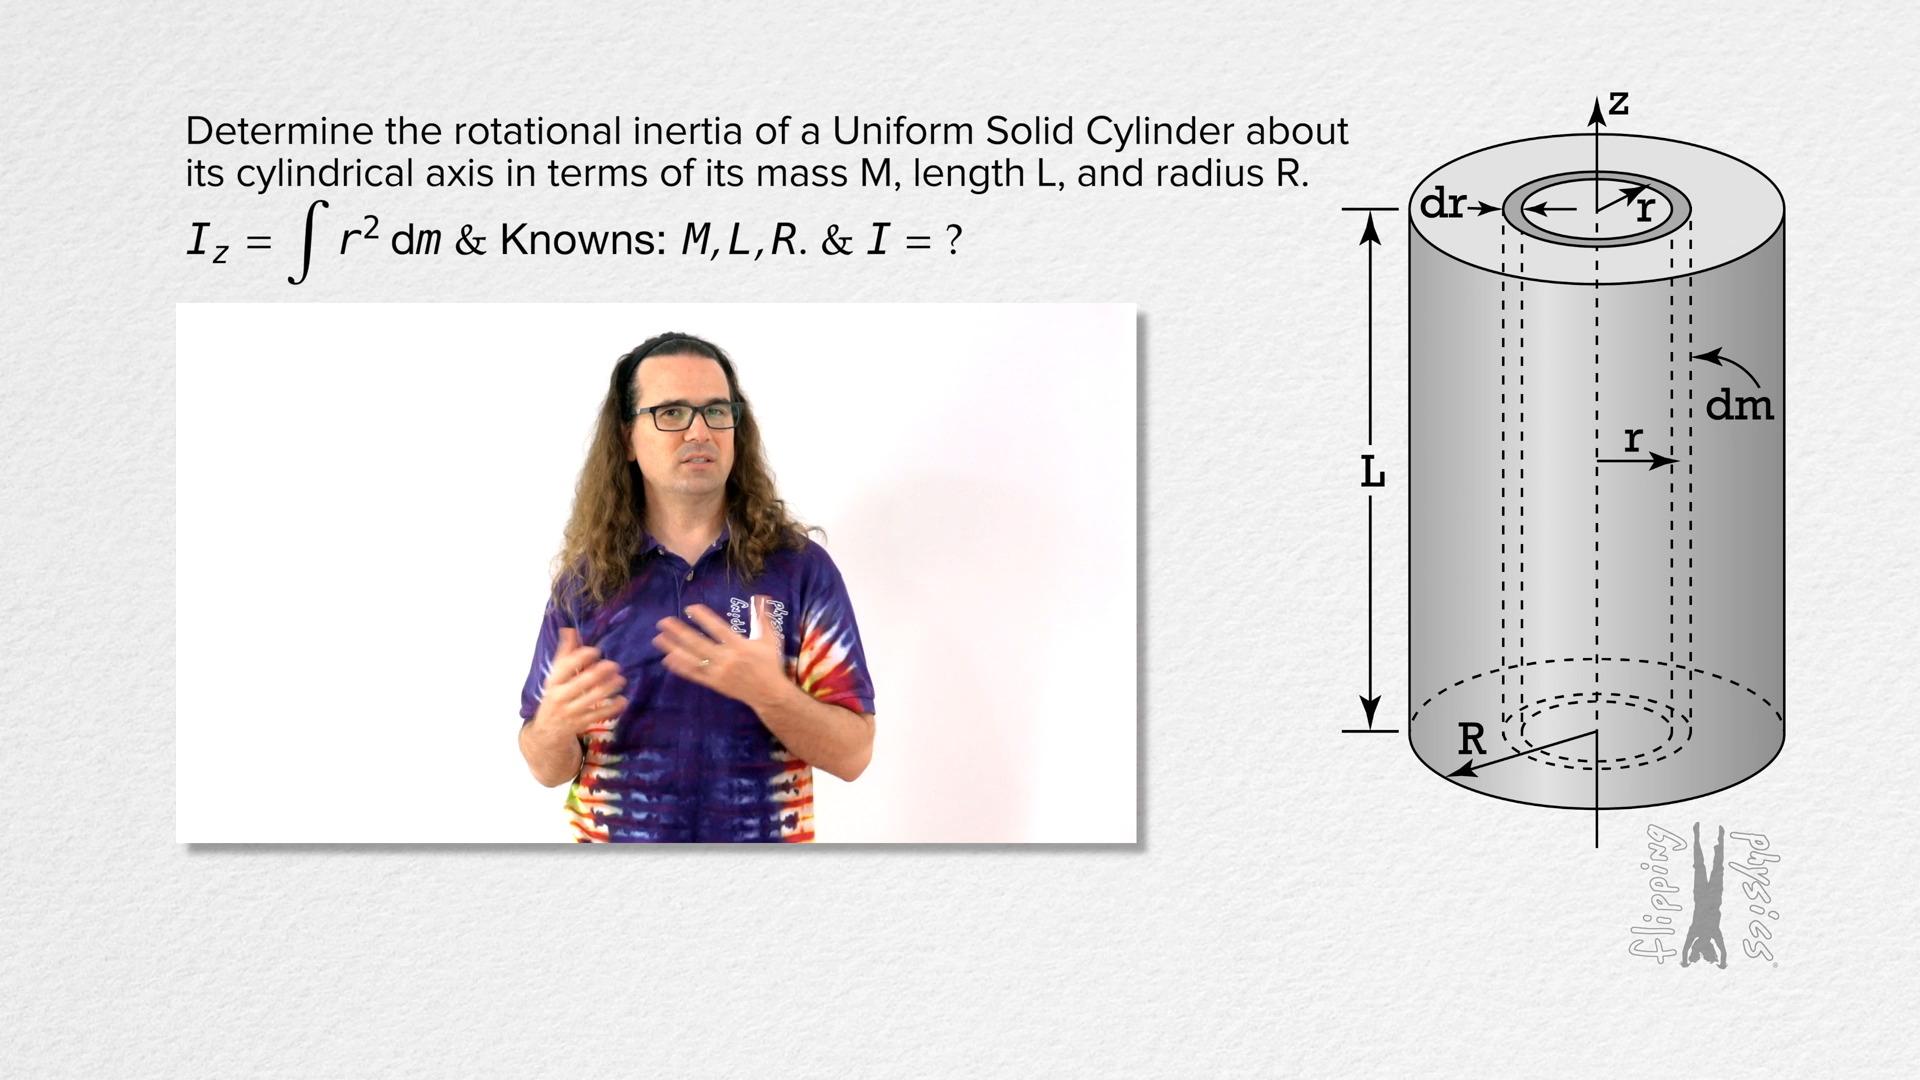 Determine the rotational inertia of a Uniform Solid Cylinder about
its cylindrical axis in terms of its mass M, length L, and radius R.
I_z = ∫ r² dm & Knowns: M, L, R. & I = ?
z
dr
r
dm
r
L
R
flipping
physics